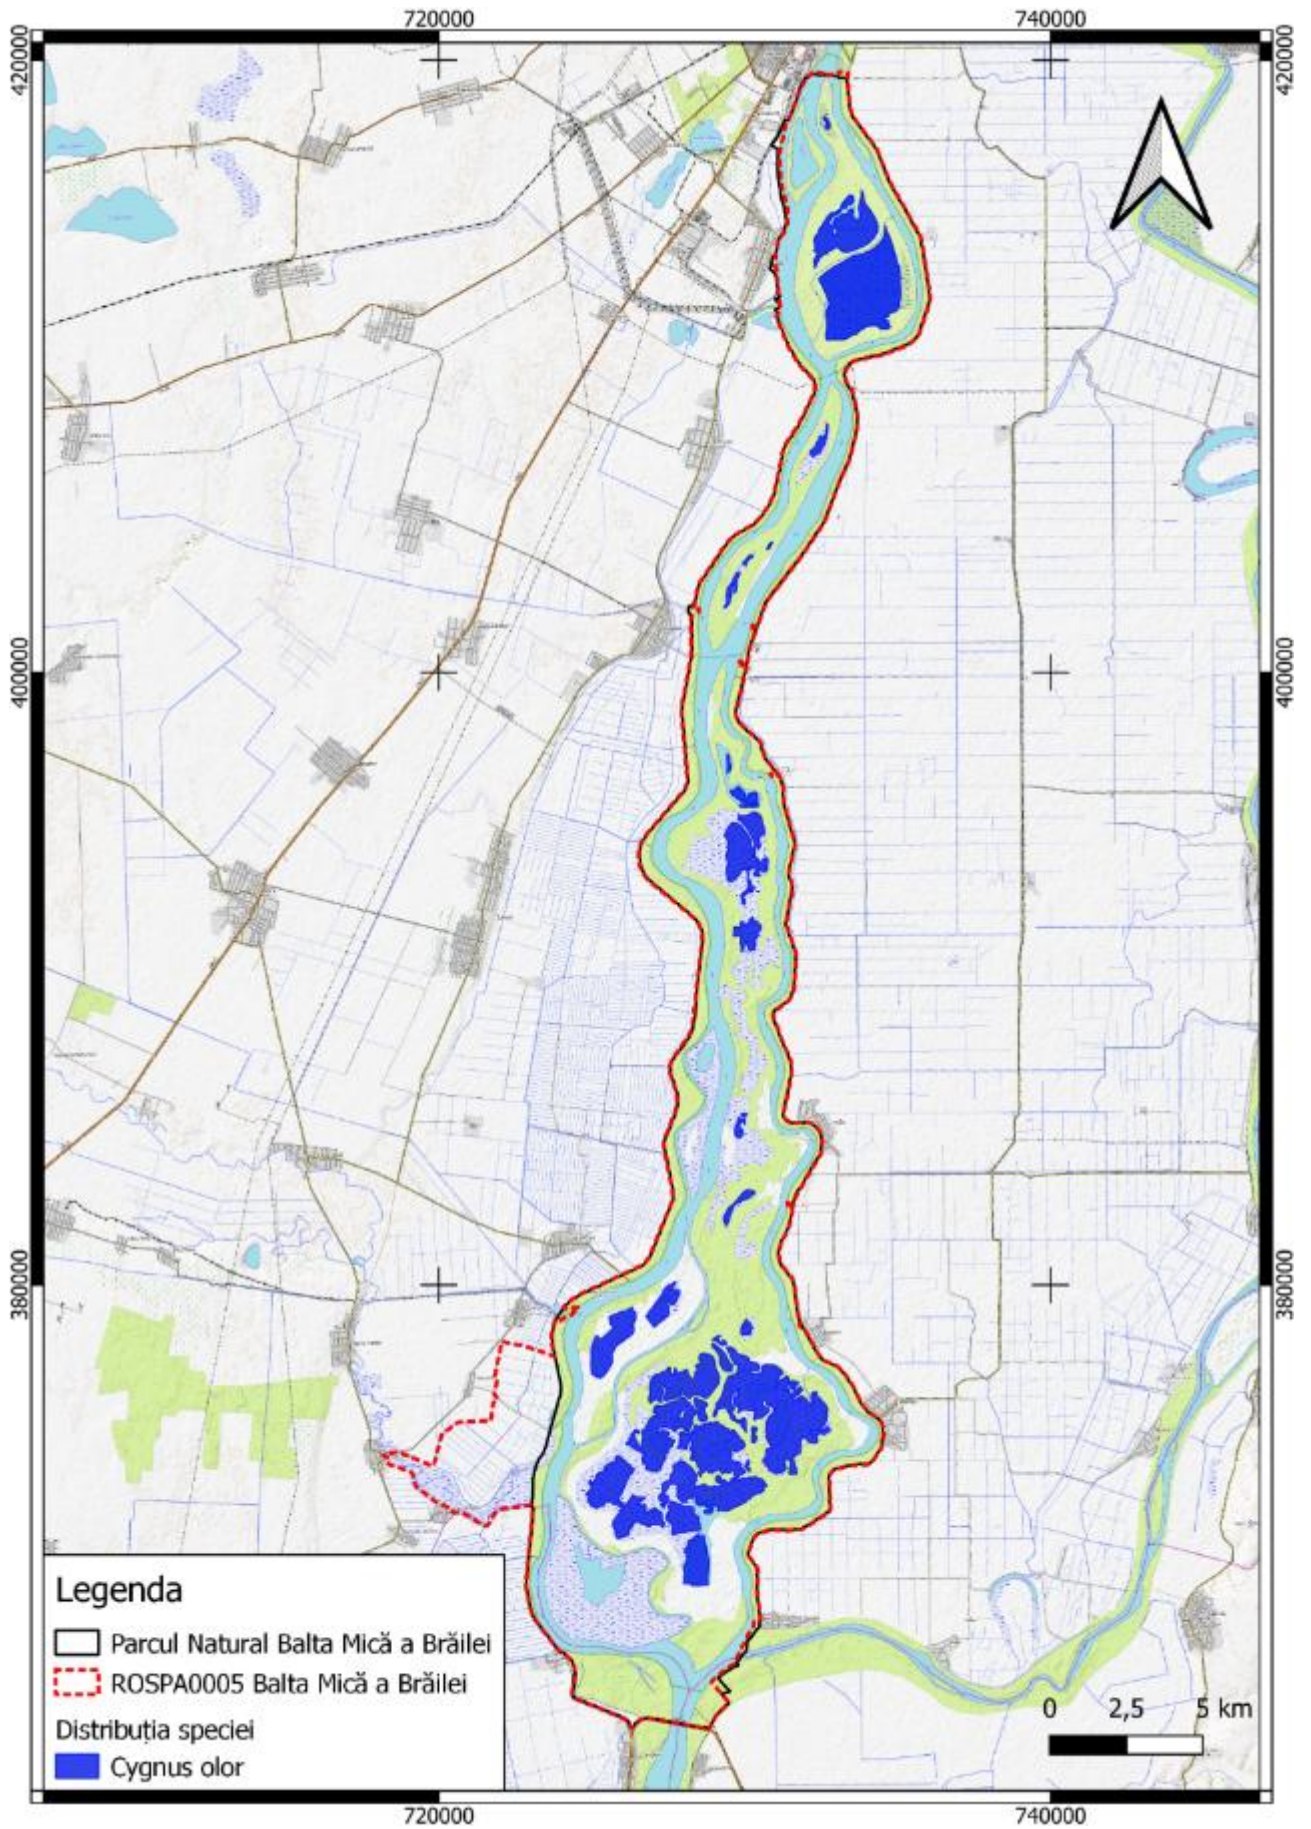 720000 740000
420000 420000
400000 400000
380000 380000
Legenda
Parcul Natural Balta Mică a Brăilei
ROSPA0005 Balta Mică a Brăilei
Distribuția speciei
Cygnus olor
0 2,5 5 km
720000 740000